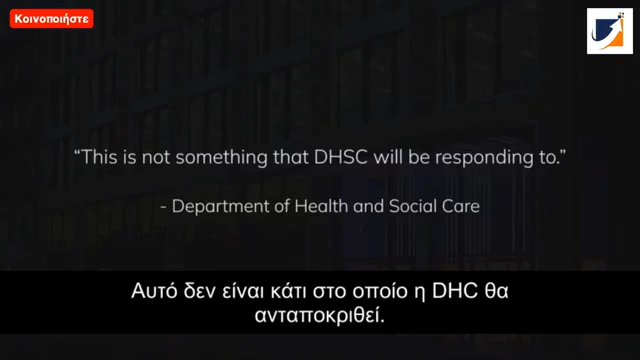 Κοινοποιήστε
“This is not something that DHSC will be responding to.”
- Department of Health and Social Care
Αυτό δεν είναι κάτι στο οποίο η DHC θα
ανταποκριθεί.